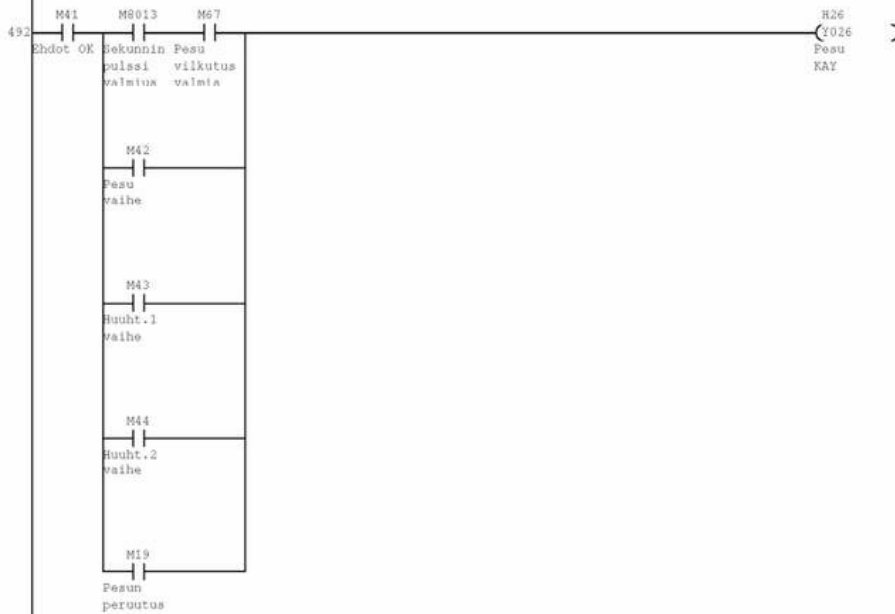 M41 M8013 M67 H26
492 Y026
Ehdot OK Sekunnin Pesu Pesu
pulssi vilkutus KAY
valmius valmis
M42
Pesu
vaihe
M43
Huuht.1
vaihe
M44
Huuht.2
vaihe
M19
Pesun
peruutus